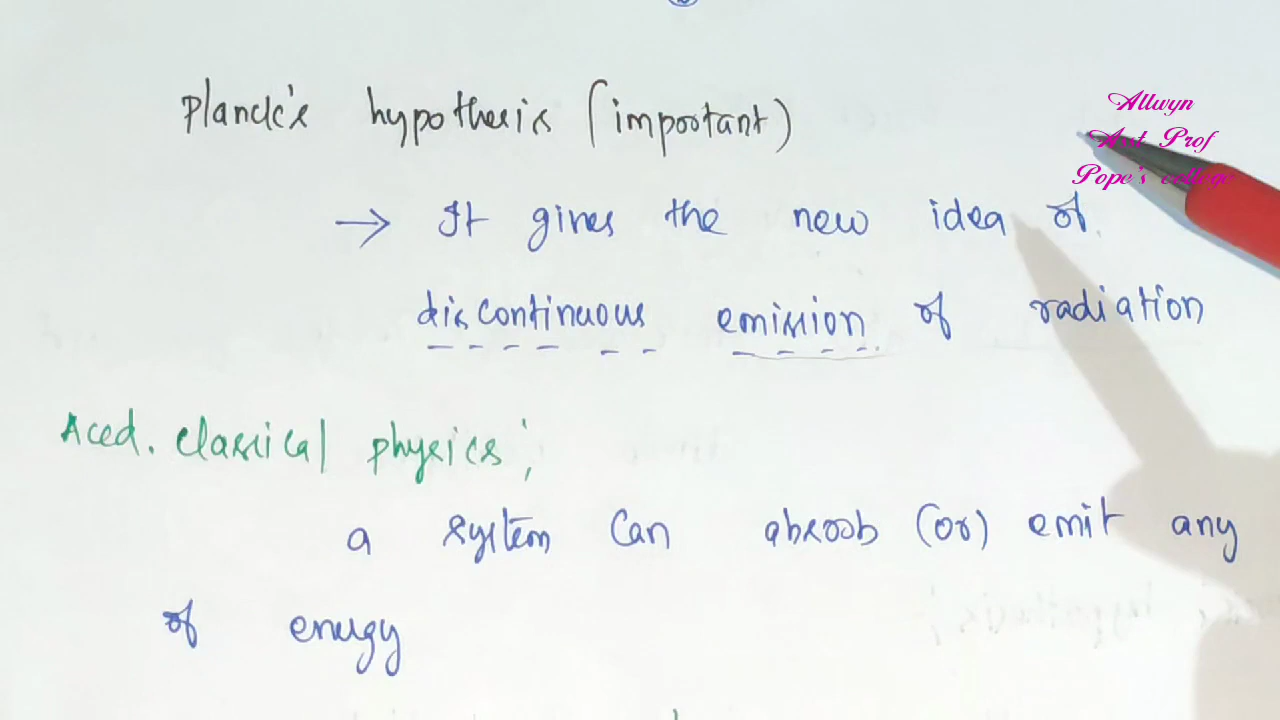 Planck's hypothesis (important)
Allwyn
Asst Prof
Pope's college
→ It gives the new idea of
discontinuous emission of radiation
Accd. classical physics;
a system can absorb (or) emit any
of energy